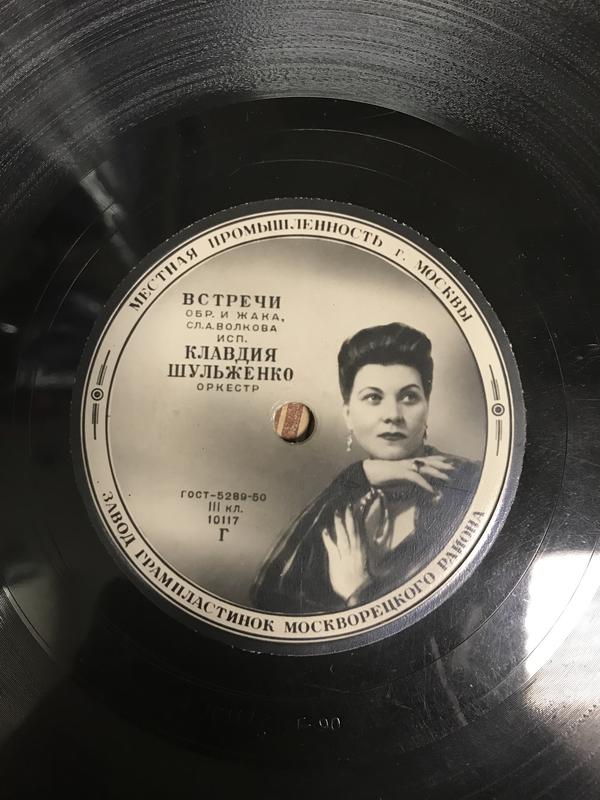 МЕСТНАЯ ПРОМЫШЛЕННОСТЬ г. МОСКВЫ
ВСТРЕЧИ
ОБР. И ЖАКА,
СЛ.А.ВОЛКОВА
ИСП.
КЛАВДИЯ
ШУЛЬЖЕНКО
ОРКЕСТР
ГОСТ-5289-50
III КЛ.
10117
Г
ЗАВОД ГРАМПЛАСТИНОК МОСКВОРЕЦКОГО РАЙОНА
Г-90